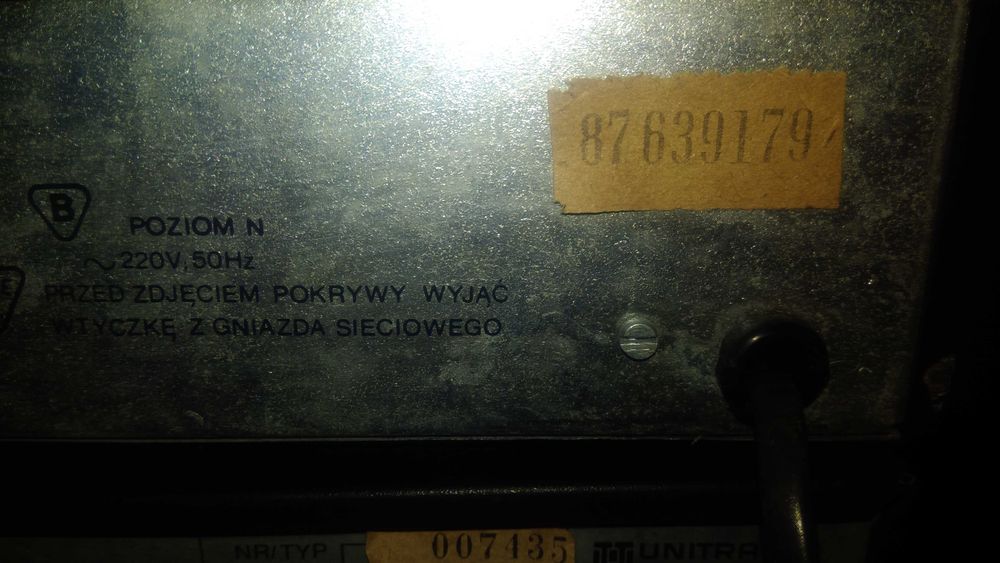 87639179
B
POZIOM N
~220V, 50Hz
E
PRZED ZDJĘCIEM POKRYWY WYJĄĆ
WTYCZKĘ Z GNIAZDA SIECIOWEGO
NR/TYP 007435 UNITRA